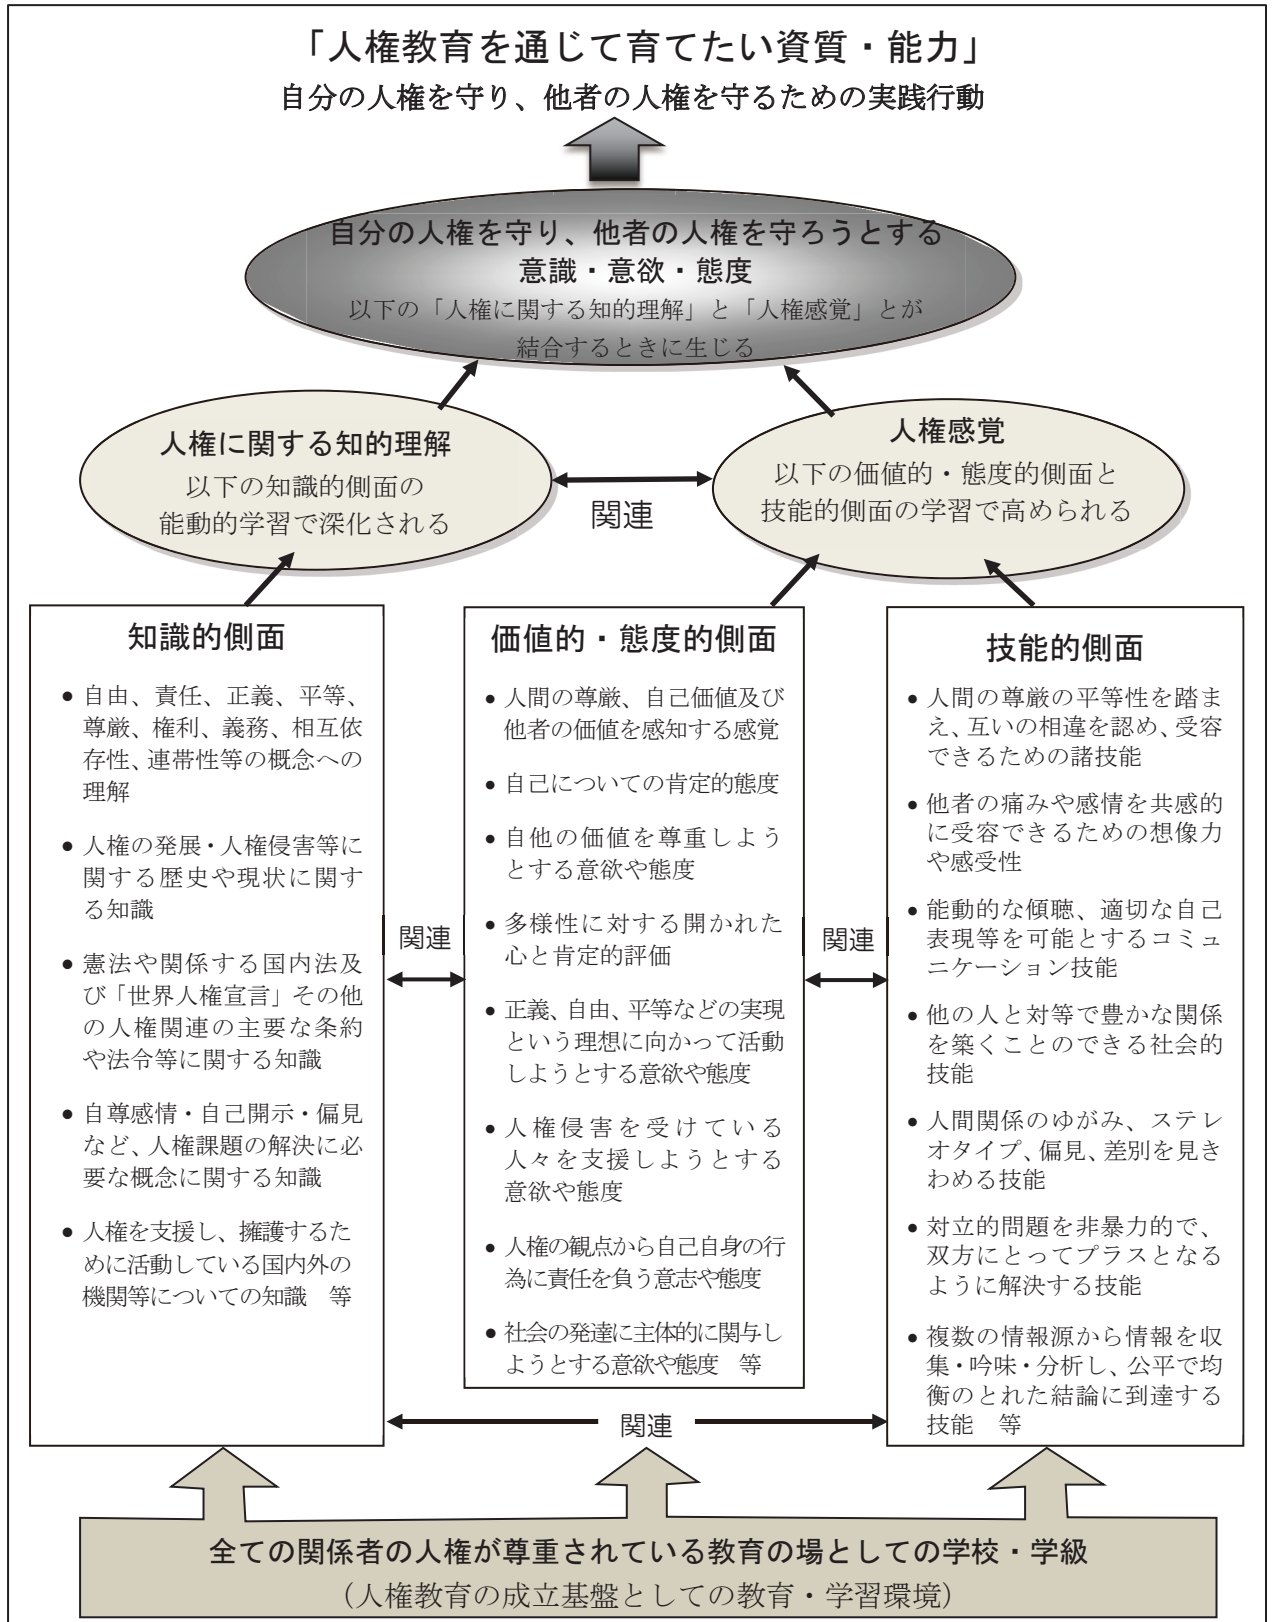 「人権教育を通じて育てたい資質・能力」
自分の人権を守り、他者の人権を守るための実践行動
自分の人権を守り、他者の人権を守ろうとする
意識・意欲・態度
以下の「人権に関する知的理解」と「人権感覚」とが
結合するときに生じる
人権に関する知的理解
以下の知識的側面の
能動的学習で深化される
関連
人権感覚
以下の価値的・態度的側面と
技能的側面の学習で高められる
知識的側面
● 自由、責任、正義、平等、
尊厳、権利、義務、相互依
存性、連帯性等の概念への
理解
● 人権の発展・人権侵害等に
関する歴史や現状に関す
る知識
● 憲法や関係する国内法及
び「世界人権宣言」その他
の人権関連の主要な条約
や法令等に関する知識
● 自尊感情・自己開示・偏見
など、人権課題の解決に必
要な概念に関する知識
● 人権を支援し、擁護するた
めに活動している国内外の
機関等についての知識　等
関連
価値的・態度的側面
● 人間の尊厳、自己価値及び
他者の価値を感知する感覚
● 自己についての肯定的態度
● 自他の価値を尊重しよう
とする意欲や態度
● 多様性に対する開かれた
心と肯定的評価
● 正義、自由、平等などの実現
という理想に向かって活動
しようとする意欲や態度
● 人権侵害を受けている
人々を支援しようとする
意欲や態度
● 人権の観点から自己自身の行
為に責任を負う意志や態度
● 社会の発達に主体的に関与し
ようとする意欲や態度　等
関連
技能的側面
● 人間の尊厳の平等性を踏ま
え、互いの相違を認め、受容
できるための諸技能
● 他者の痛みや感情を共感的
に受容できるための想像力
や感受性
● 能動的な傾聴、適切な自己
表現等を可能とするコミュ
ニケーション技能
● 他の人と対等で豊かな関係
を築くことのできる社会的
技能
● 人間関係のゆがみ、ステレ
オタイプ、偏見、差別を見き
わめる技能
● 対立的問題を非暴力的で、
双方にとってプラスとなる
ように解決する技能
● 複数の情報源から情報を収
集・吟味・分析し、公平で均
衡のとれた結論に到達する
技能　等
関連
全ての関係者の人権が尊重されている教育の場としての学校・学級
（人権教育の成立基盤としての教育・学習環境）